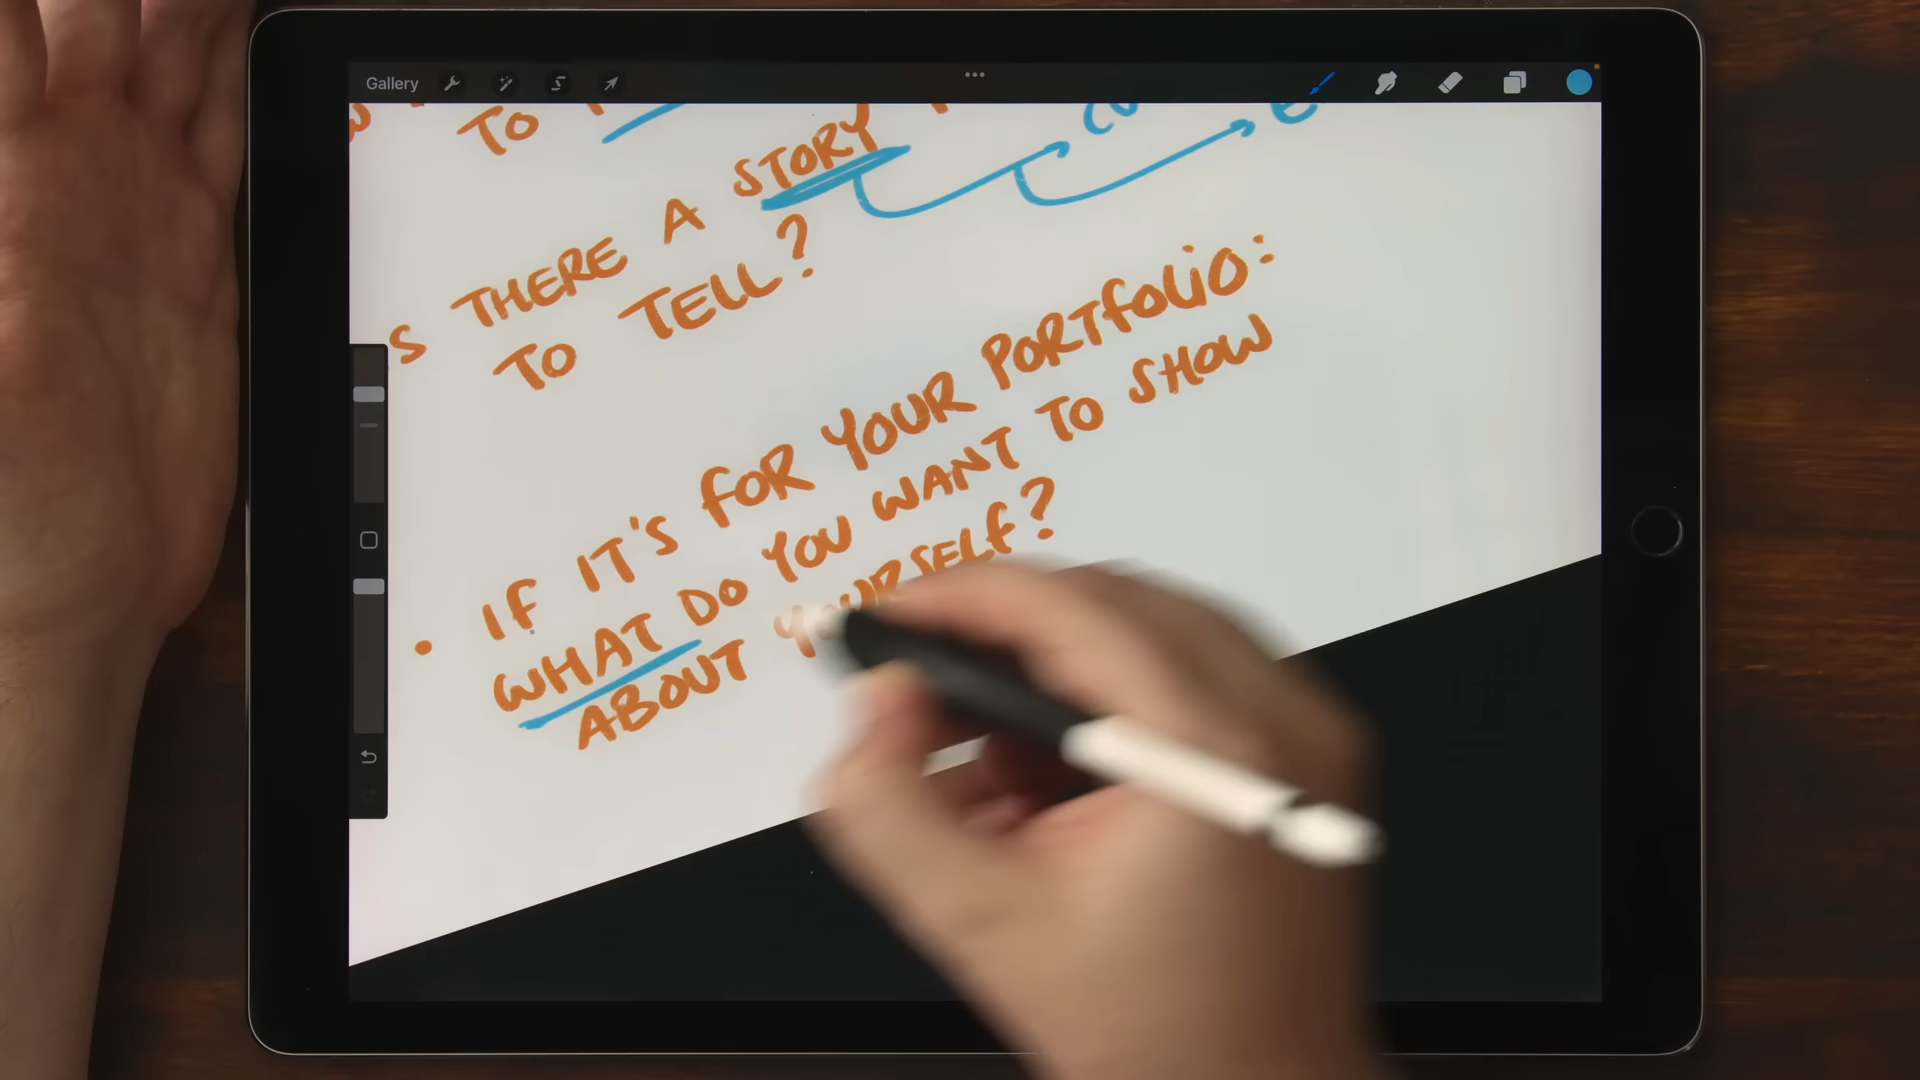 Gallery
TO
S THERE A STORY
TO TELL?
• IF IT'S FOR YOUR PORTFOLIO:
WHAT DO YOU WANT TO SHOW
ABOUT YOURSELF?